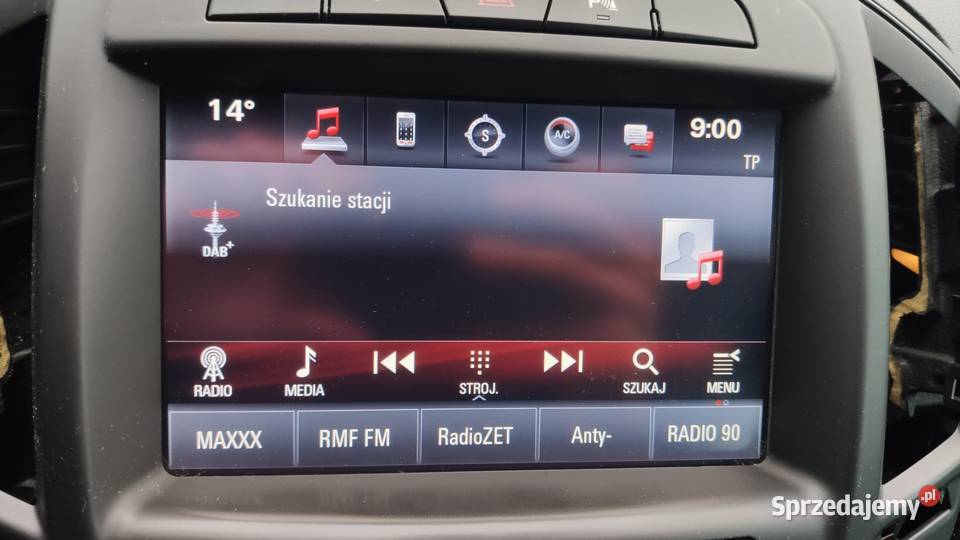 14°
S
A/C
9:00
TP
Szukanie stacji
DAB+
RADIO
MEDIA
STROJ.
SZUKAJ
MENU
MAXXX
RMF FM
RadioZET
Anty-
RADIO 90
Sprzedajemy.pl